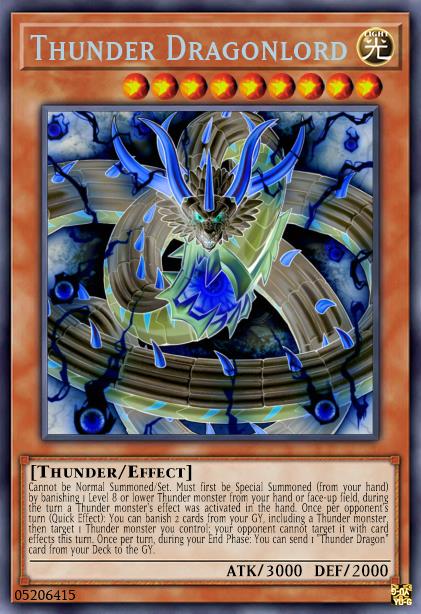 THUNDER DRAGONLORD
LIGHT
光
[THUNDER/EFFECT]
Cannot be Normal Summoned/Set. Must first be Special Summoned (from your hand)
by banishing 1 Level 8 or lower Thunder monster from your hand or face-up field, during
the turn a Thunder monster's effect was activated in the hand. Once per opponent's
turn (Quick Effect): You can banish 2 cards from your GY, including a Thunder monster,
then target 1 Thunder monster you control; your opponent cannot target it with card
effects this turn. Once per turn, during your End Phase: You can send 1 "Thunder Dragon"
card from your Deck to the GY.
ATK/3000 DEF/2000
05206415